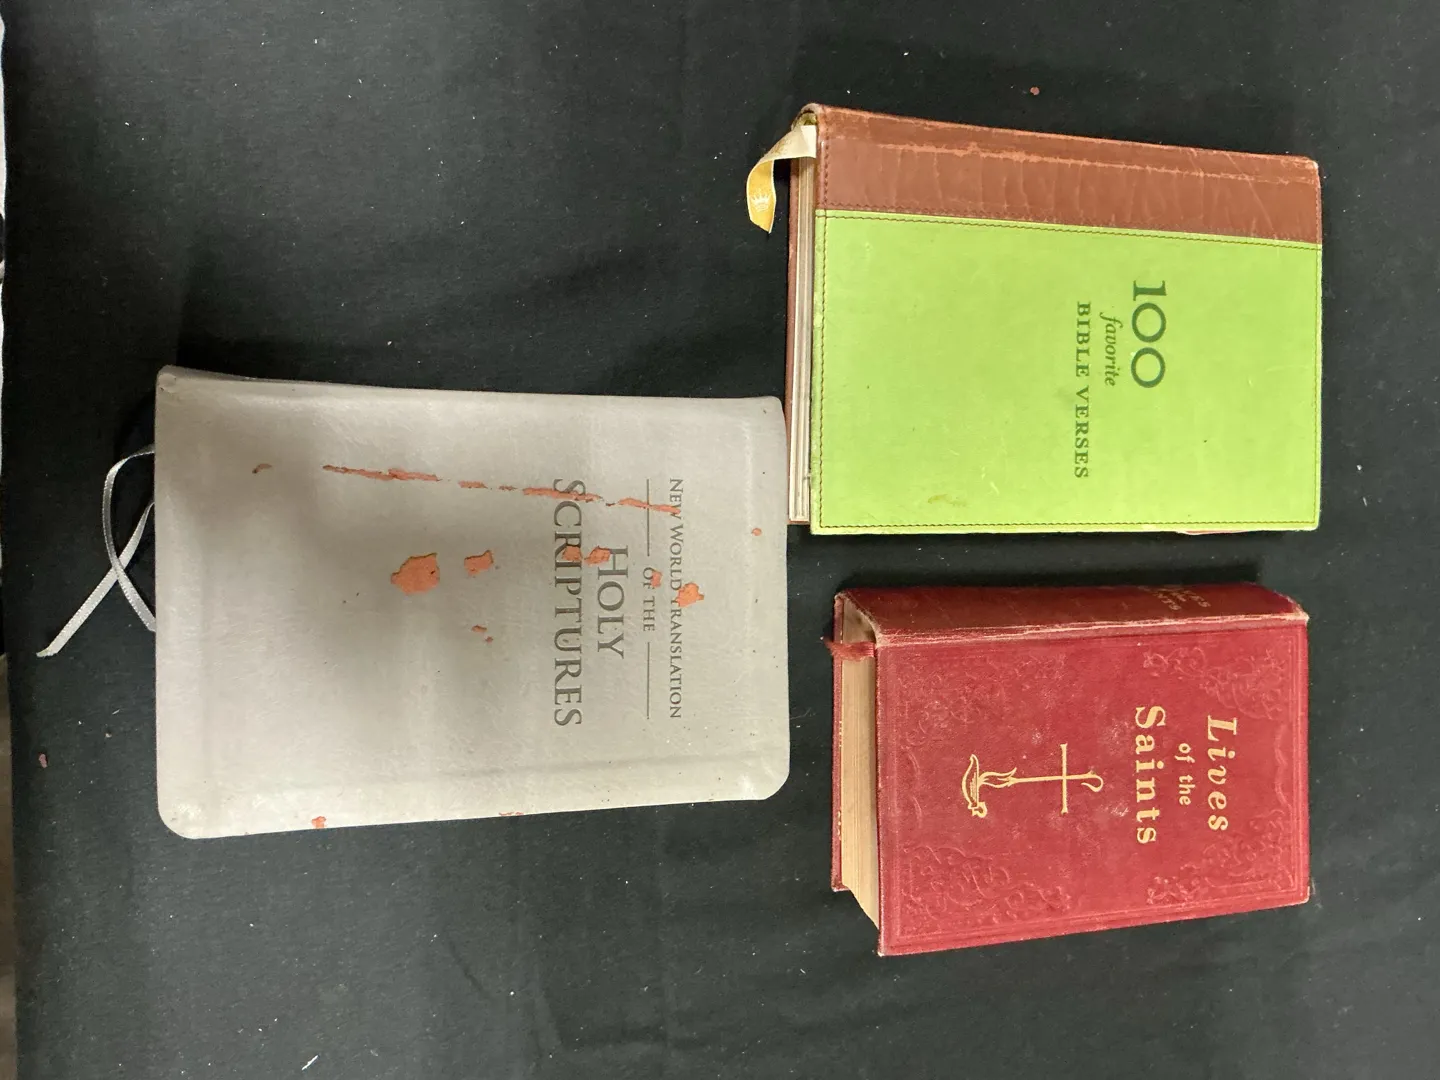 100
favorite
BIBLE VERSES
NEW WORLD TRANSLATION
OF THE
HOLY
SCRIPTURES
Lives
of the
Saints